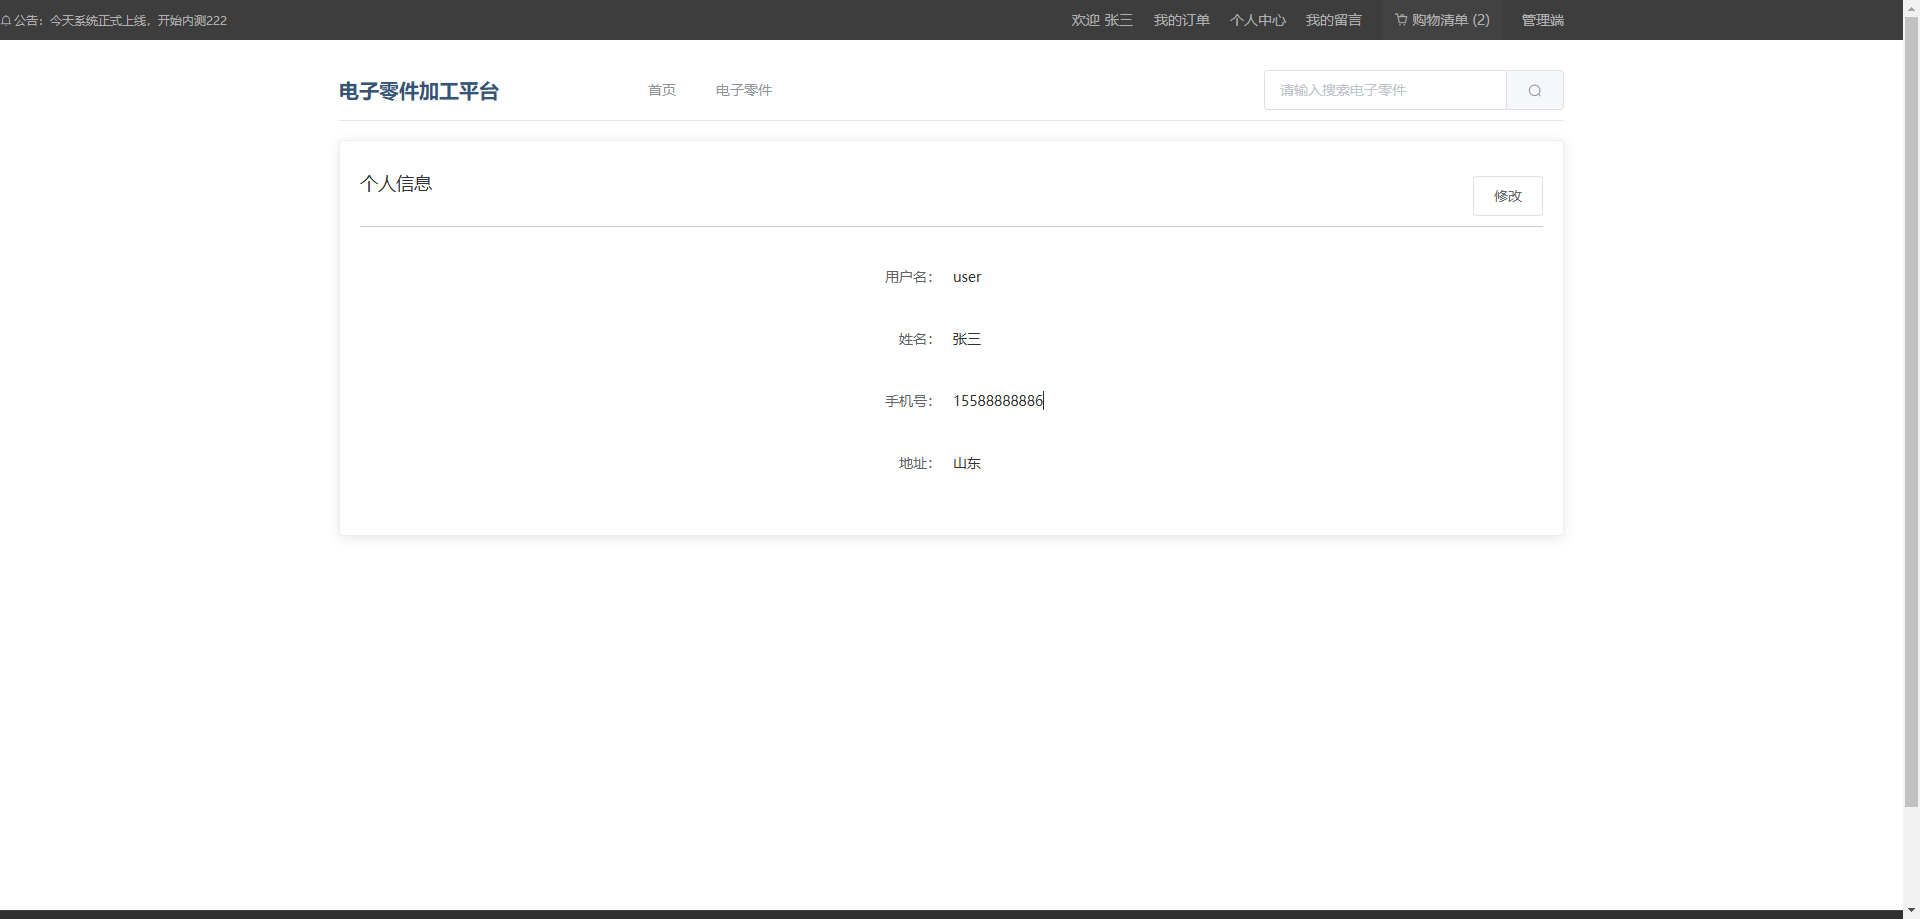 公告：今天系统正式上线，开始内测222
欢迎 张三 我的订单 个人中心 我的留言 购物清单 (2) 管理端
电子零件加工平台 首页 电子零件 请输入搜索电子零件
个人信息
修改
用户名： user
姓名： 张三
手机号： 15588888886
地址： 山东